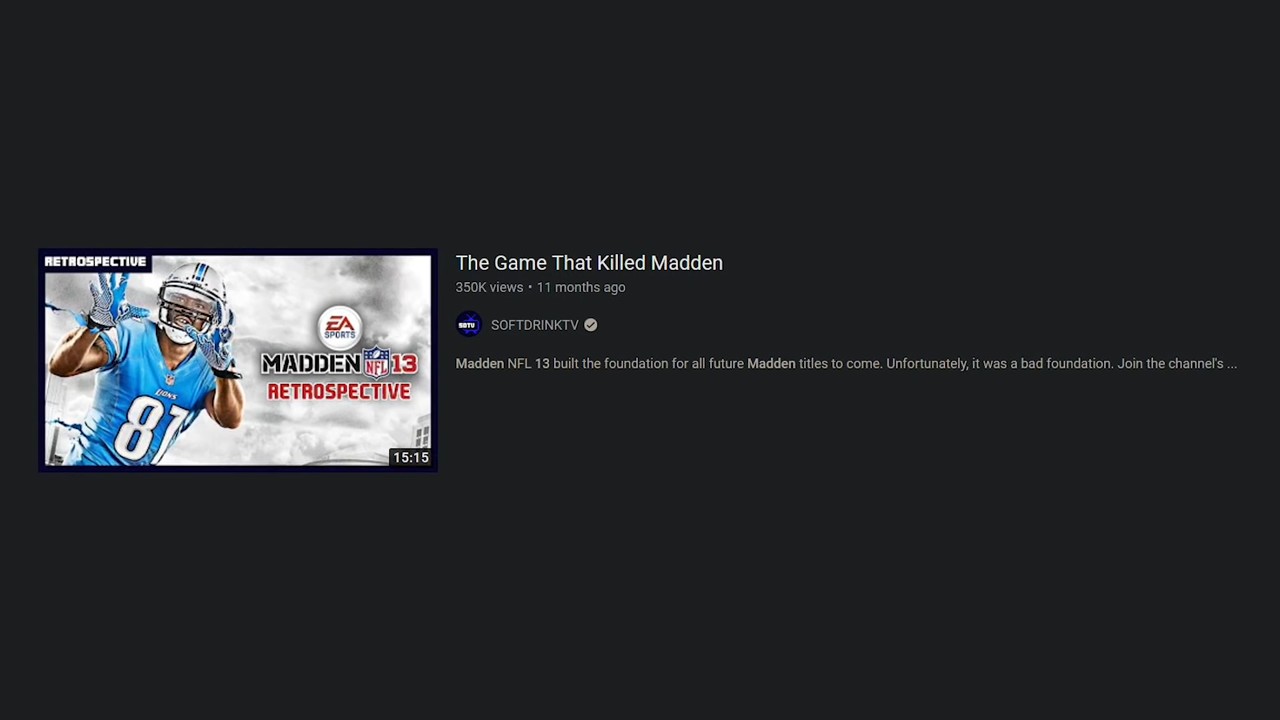 RETROSPECTIVE
EA
SPORTS
MADDEN NFL 13
RETROSPECTIVE
LIONS
81
15:15
The Game That Killed Madden
350K views • 11 months ago
SDTV
SOFTDRINKTV
Madden NFL 13 built the foundation for all future Madden titles to come. Unfortunately, it was a bad foundation. Join the channel's ...